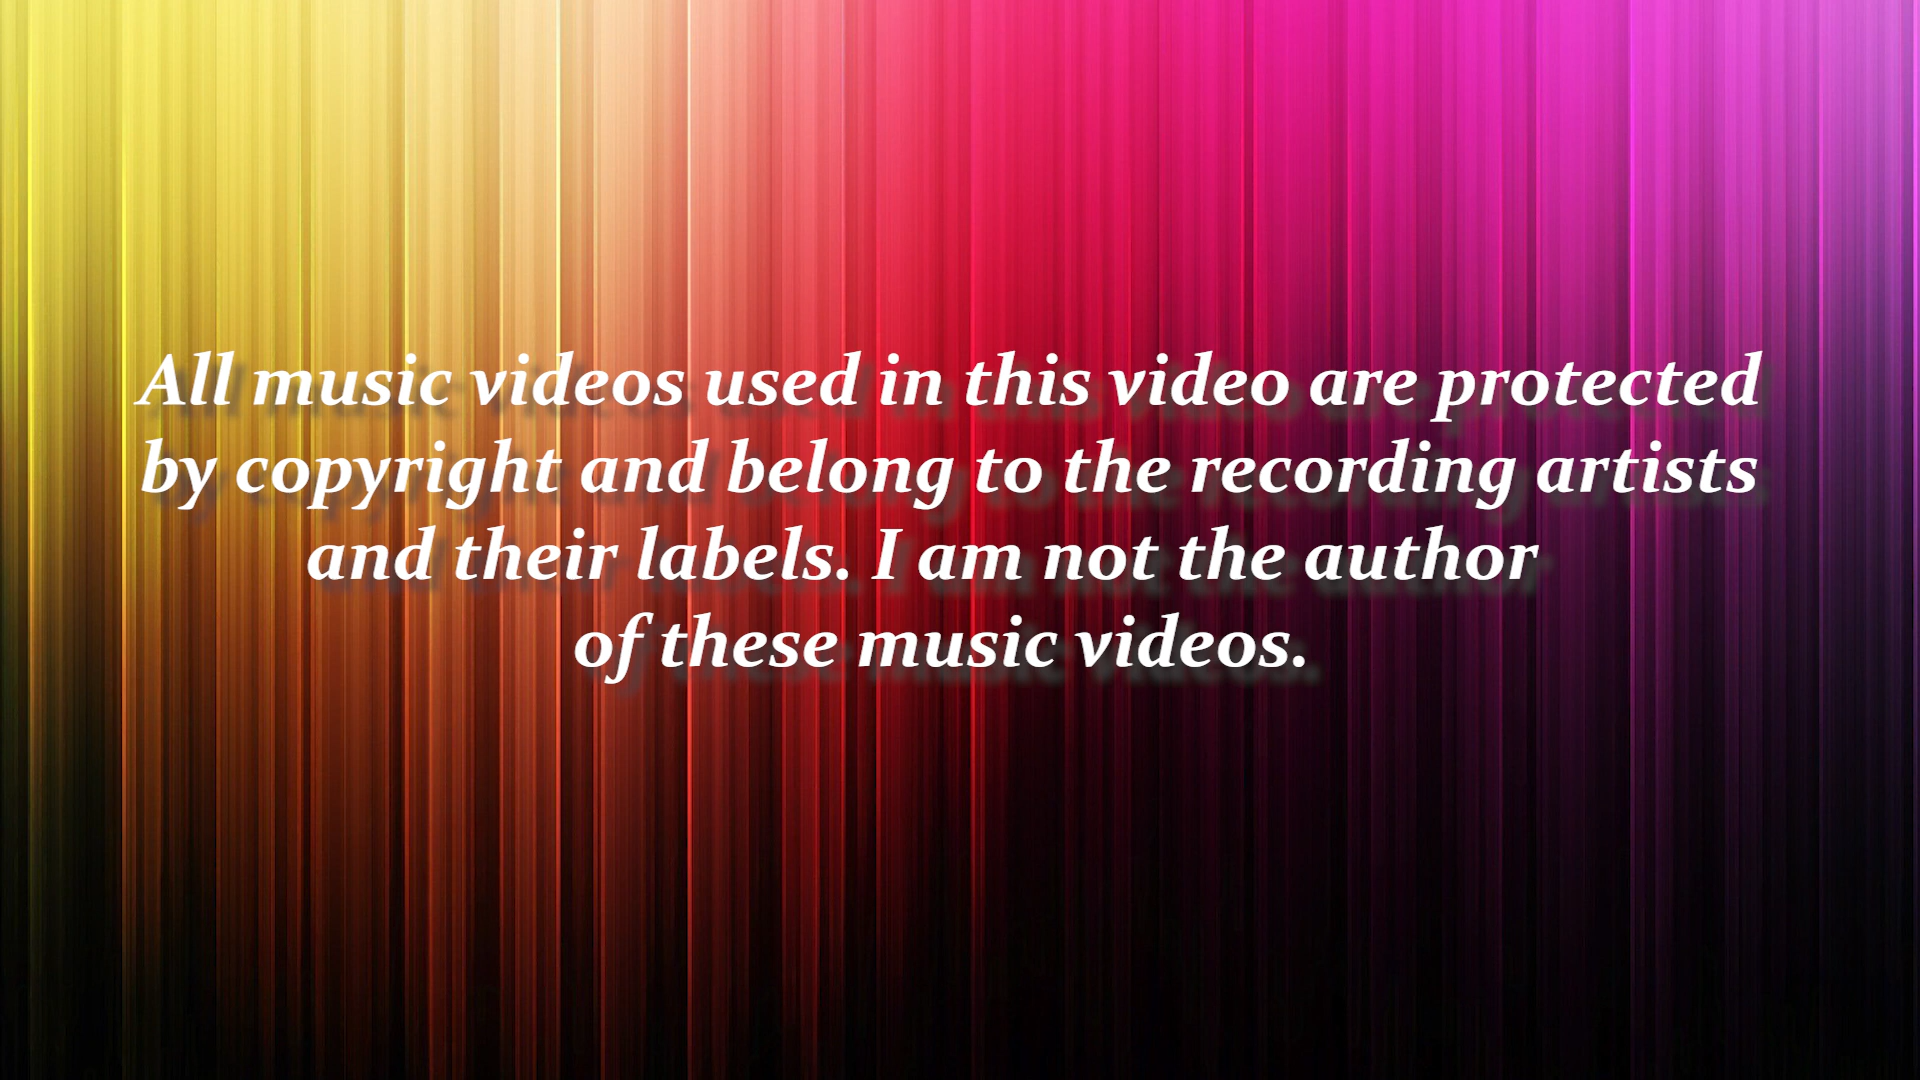 All music videos used in this video are protected
by copyright and belong to the recording artists
and their labels. I am not the author
of these music videos.